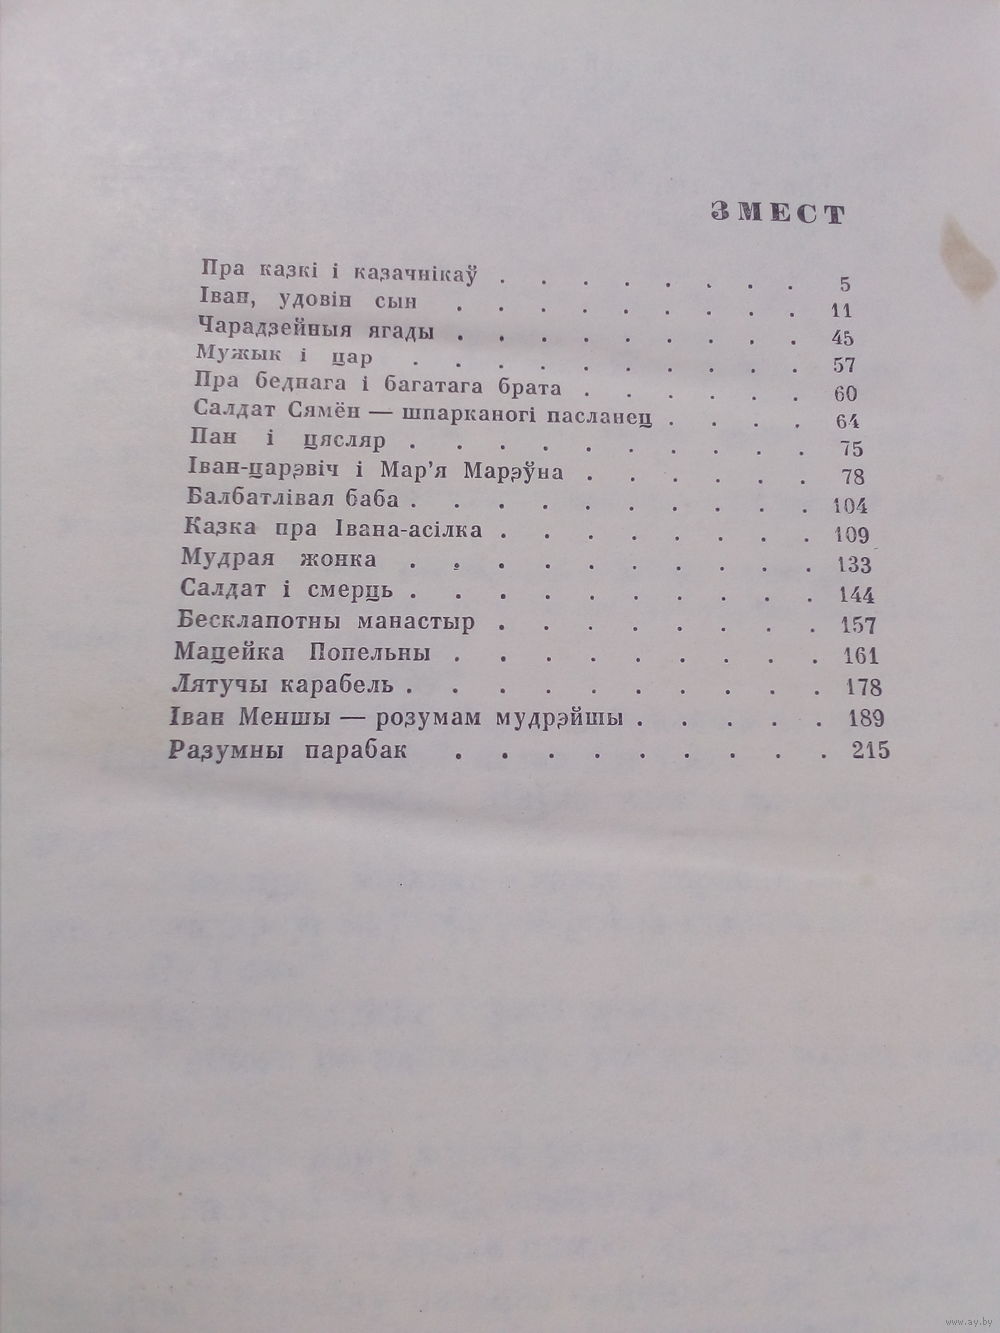 ЗМЕСТ
Пра казкі і казачнікаў . . . . . . . . 5
Іван, удовін сын . . . . . . . . . 11
Чарадзейныя ягады . . . . . . . . . 45
Мужык і цар . . . . . . . . . . 57
Пра беднага і багатага брата . . . . . . 60
Салдат Сямён — шпарканогі пасланец . . . . 64
Пан і цясляр . . . . . . . . . . 75
Іван-царэвіч і Мар’я Марэўна . . . . . . 78
Балбатлівая баба . . . . . . . . . . 104
Казка пра Івана-асілка . . . . . . . . 109
Мудрая жонка . . . . . . . . . . 133
Салдат і смерць . . . . . . . . . . 144
Бесклапотны манастыр . . . . . . . . 157
Мацейка Попельны . . . . . . . . . 161
Лятучы карабель . . . . . . . . . . 178
Іван Меншы — розумам мудрэйшы . . . . . 189
Разумны парабак . . . . . . . . . 215
www.ay.by